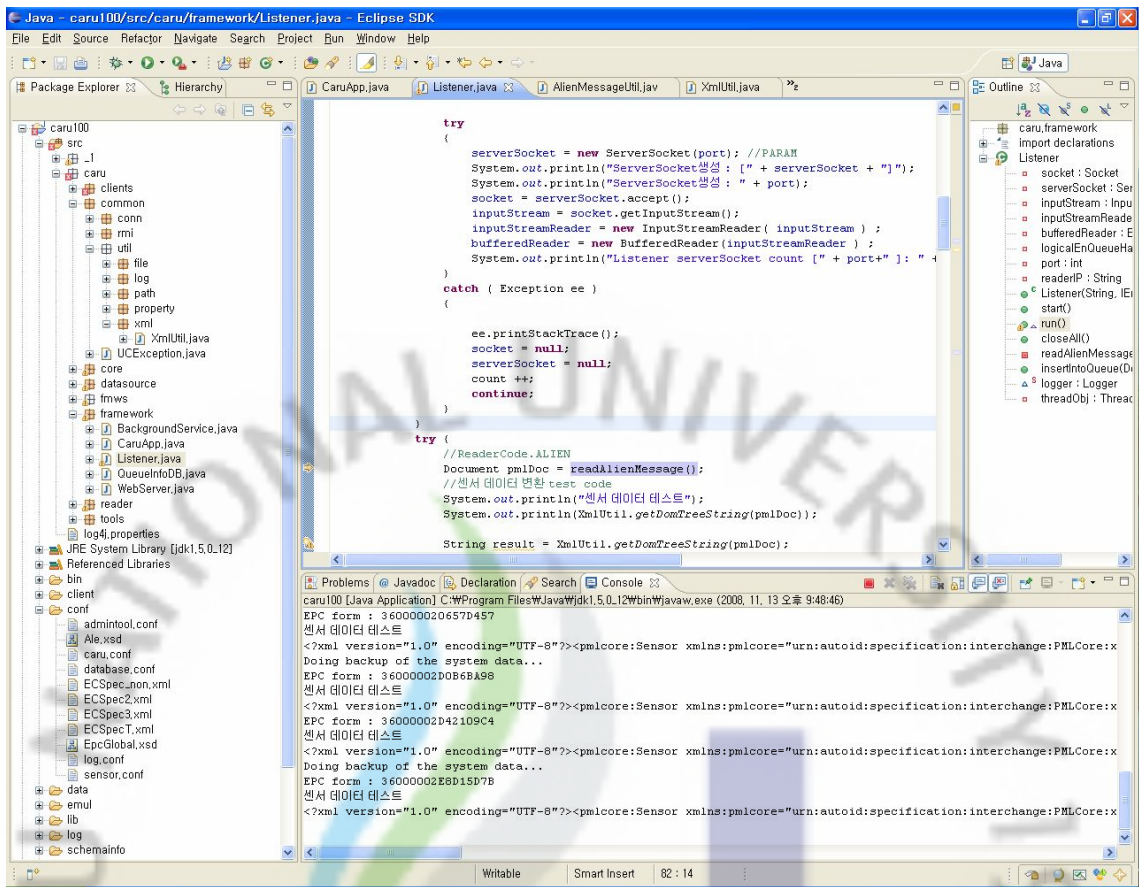 Java - caru100/src/caru/framework/Listener.java - Eclipse SDK
File Edit Source Refactor Navigate Search Project Run Window Help
Java
Package Explorer Hierarchy
caru100
src
_1
caru
clients
common
conn
rmi
util
file
log
path
property
xml
XmlUtil.java
UCException.java
core
datasource
fmws
framework
BackgroundService.java
CaruApp.java
Listener.java
QueueInfoDB.java
WebServer.java
reader
tools
log4j.properties
JRE System Library [jdk1.5.0_12]
Referenced Libraries
bin
client
conf
admintool.conf
Ale.xsd
caru.conf
database.conf
ECSpec_non.xml
ECSpec2.xml
ECSpec3.xml
ECSpecT.xml
EpcGlobal.xsd
log.conf
sensor.conf
data
emul
lib
log
schemainfo
CaruApp.java Listener.java AlienMessageUtil.jav XmlUtil.java »2
try
{
serverSocket = new ServerSocket(port); //PARAM
System.out.println("ServerSocket생성 : [" + serverSocket + "]");
System.out.println("ServerSocket생성 : " + port);
socket = serverSocket.accept();
inputStream = socket.getInputStream();
inputStreamReader = new InputStreamReader( inputStream ) ;
bufferedReader = new BufferedReader(inputStreamReader ) ;
System.out.println("Listener serverSocket count [" + port+" ]: " +
}
catch ( Exception ee )
{
ee.printStackTrace();
socket = null;
serverSocket = null;
count ++;
continue;
}
}
try {
//ReaderCode.ALIEN
Document pmlDoc = readAlienMessage();
//센서 데이터 변환 test code
System.out.println("센서 데이터 테스트");
System.out.println(XmlUtil.getDomTreeString(pmlDoc));
String result = XmlUtil.getDomTreeString(pmlDoc);
Outline
caru.framework
import declarations
Listener
socket : Socket
serverSocket : Ser
inputStream : Inpu
inputStreamReade
bufferedReader : E
logicalEnQueueHa
port : int
readerIP : String
Listener(String, IEn
start()
run()
closeAll()
readAlienMessage
insertIntoQueue(Do
logger : Logger
threadObj : Thread
Problems Javadoc Declaration Search Console
caru100 [Java Application] C:₩Program Files₩Java₩jdk1.5.0_12₩bin₩javaw.exe (2008. 11. 13 오후 9:48:46)
EPC form : 360000020657D457
센서 데이터 테스트
<?xml version="1.0" encoding="UTF-8"?><pmlcore:Sensor xmlns:pmlcore="urn:autoid:specification:interchange:PMLCore:x
Doing backup of the system data...
EPC form : 36000002D0B6BA98
센서 데이터 테스트
<?xml version="1.0" encoding="UTF-8"?><pmlcore:Sensor xmlns:pmlcore="urn:autoid:specification:interchange:PMLCore:x
EPC form : 36000002D42109C4
센서 데이터 테스트
<?xml version="1.0" encoding="UTF-8"?><pmlcore:Sensor xmlns:pmlcore="urn:autoid:specification:interchange:PMLCore:x
Doing backup of the system data...
EPC form : 36000002E8D15D7B
센서 데이터 테스트
<?xml version="1.0" encoding="UTF-8"?><pmlcore:Sensor xmlns:pmlcore="urn:autoid:specification:interchange:PMLCore:x
Writable Smart Insert 82 : 14
NATIONAL UNIVERSITY